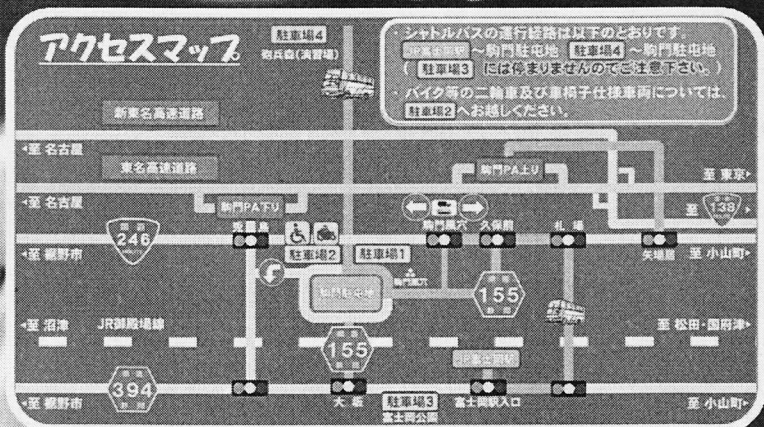 アクセスマップ
駐車場4
砲兵森(演習場)
・シャトルバスの運行経路は以下のとおりです。
JR富士岡駅 ～駒門駐屯地 駐車場4 ～駒門駐屯地
( 駐車場3 には停まりませんのでご注意下さい。)
・バイク等の二輪車及び車椅子仕様車両については、
駐車場2 へお越しください。
新東名高速道路
至 名古屋
東名高速道路
駒門PA上り
至 東京
至 名古屋
駒門PA下り
至
138
246
駒門風穴
久保前
札場
至 裾野市
駐車場2
駐車場1
至 小山町
駒門風穴
駒門駐屯地
155
至 沼津
JR御殿場線
155
至 松田・国府津
JR富士岡駅
394
至 裾野市
大坂
駐車場3
富士岡公園
富士岡駅入口
至 小山町